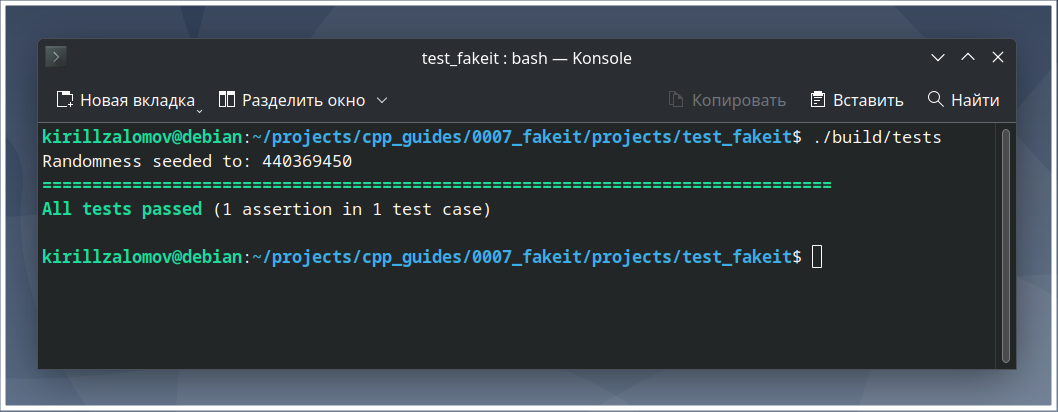 test_fakeit : bash — Konsole
Новая вкладка Разделить окно Копировать Вставить Найти
kirillzalomov@debian:~/projects/cpp_guides/0007_fakeit/projects/test_fakeit$ ./build/tests
Randomness seeded to: 440369450
===============================================================================
All tests passed (1 assertion in 1 test case)
kirillzalomov@debian:~/projects/cpp_guides/0007_fakeit/projects/test_fakeit$